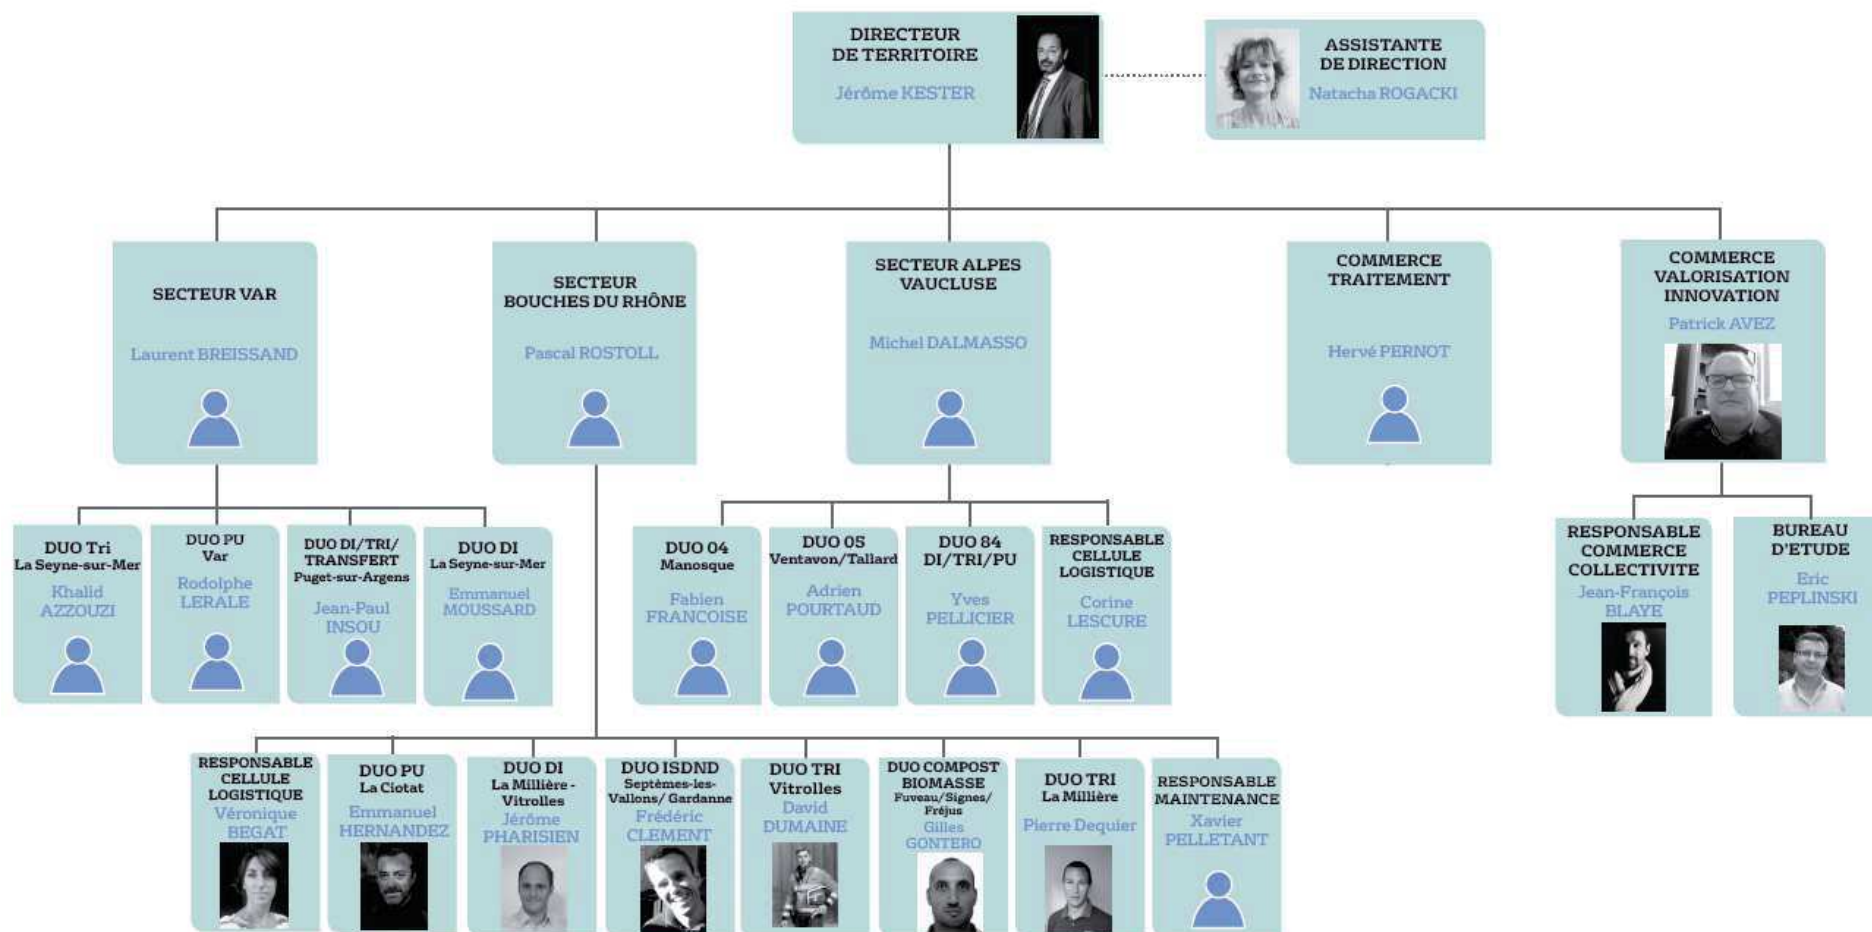 DIRECTEUR
DE TERRITOIRE
Jérôme KESTER
ASSISTANTE
DE DIRECTION
Natacha ROGACKI
SECTEUR VAR
Laurent BREISSAND
SECTEUR
BOUCHES DU RHÔNE
Pascal ROSTOLL
SECTEUR ALPES
VAUCLUSE
Michel DALMASSO
COMMERCE
TRAITEMENT
Hervé PERNOT
COMMERCE
VALORISATION
INNOVATION
Patrick AVEZ
DUO Tri
La Seyne-sur-Mer
Khalid
AZZOUZI
DUO PU
Var
Rodolphe
LERALE
DUO DI/TRI/
TRANSFERT
Puget-sur-Argens
Jean-Paul
INSOU
DUO DI
La Seyne-sur-Mer
Emmanuel
MOUSSARD
DUO 04
Manosque
Fabien
FRANCOISE
DUO 05
Ventavon/Tallard
Adrien
POURTAUD
DUO 84
DI/TRI/PU
Yves
PELLICIER
RESPONSABLE
CELLULE
LOGISTIQUE
Corine
LESCURE
RESPONSABLE
COMMERCE
COLLECTIVITE
Jean-François
BLAYE
BUREAU
D'ETUDE
Eric
PEPLINSKI
RESPONSABLE
CELLULE
LOGISTIQUE
Véronique
BEGAT
DUO PU
La Ciotat
Emmanuel
HERNANDEZ
DUO DI
La Millière -
Vitrolles
Jérôme
PHARISIEN
DUO ISDND
Septèmes-les-
Vallons/ Gardanne
Frédéric
CLEMENT
DUO TRI
Vitrolles
David
DUMAINE
DUO COMPOST
BIOMASSE
Fuveau/Signes/
Fréjus
Gilles
GONTERO
DUO TRI
La Millière
Pierre Dequier
RESPONSABLE
MAINTENANCE
Xavier
PELLETANT